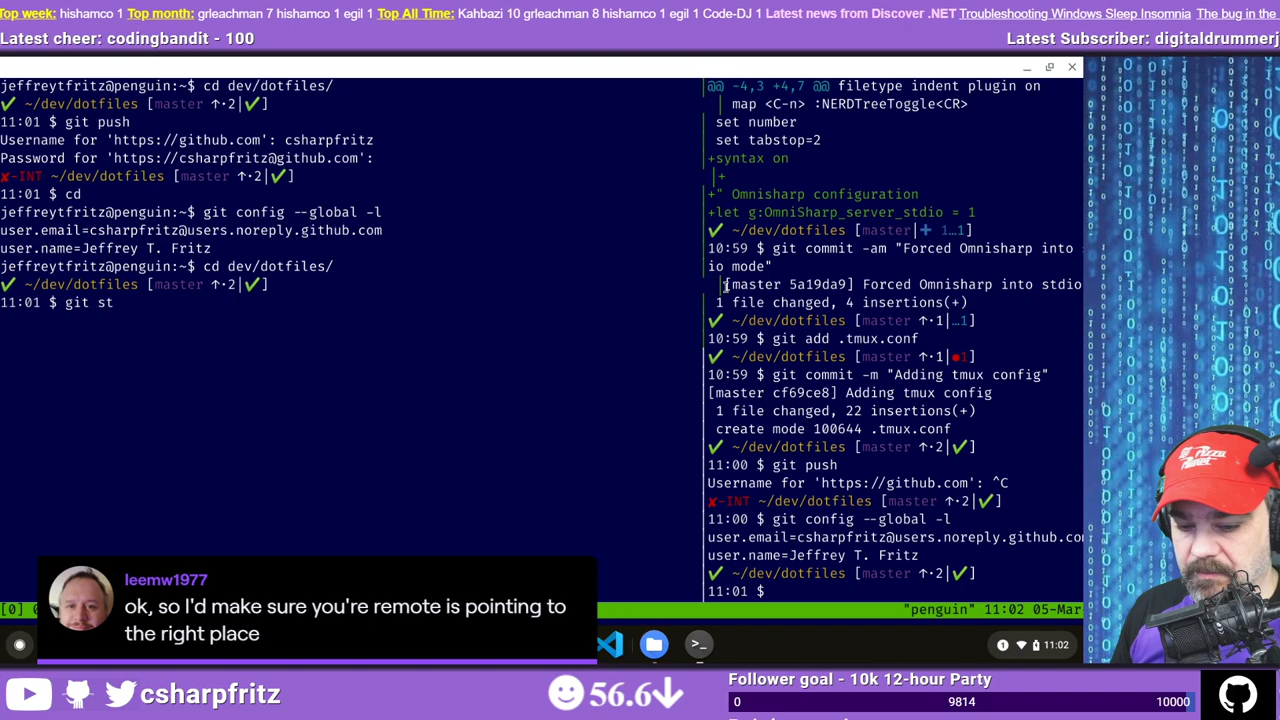 Top week: hishamco 1 Top month: grleachman 7 hishamco 1 egil 1 Top All Time: Kahbazi 10 grleachman 8 hishamco 1 egil 1 Code-DJ 1 Latest news from Discover .NET Troubleshooting Windows Sleep Insomnia The bug in the
Latest cheer: codingbandit - 100
Latest Subscriber: digitaldrummerj
jeffreytfritz@penguin:~$ cd dev/dotfiles/
✔ ~/dev/dotfiles [master ↑·2|✔]
11:01 $ git push
Username for 'https://github.com': csharpfritz
Password for 'https://csharpfritz@github.com':
✘-INT ~/dev/dotfiles [master ↑·2|✔]
11:01 $ cd
jeffreytfritz@penguin:~$ git config --global -l
user.email=csharpfritz@users.noreply.github.com
user.name=Jeffrey T. Fritz
jeffreytfritz@penguin:~$ cd dev/dotfiles/
✔ ~/dev/dotfiles [master ↑·2|✔]
11:01 $ git st
@@ -4,3 +4,7 @@ filetype indent plugin on
map <C-n> :NERDTreeToggle<CR>
set number
set tabstop=2
+syntax on
+
+" Omnisharp configuration
+let g:OmniSharp_server_stdio = 1
✔ ~/dev/dotfiles [master|✚ 1…1]
10:59 $ git commit -am "Forced Omnisharp into
io mode"
[master 5a19da9] Forced Omnisharp into stdio
1 file changed, 4 insertions(+)
✔ ~/dev/dotfiles [master ↑·1|…1]
10:59 $ git add .tmux.conf
✔ ~/dev/dotfiles [master ↑·1|●1]
10:59 $ git commit -m "Adding tmux config"
[master cf69ce8] Adding tmux config
1 file changed, 22 insertions(+)
create mode 100644 .tmux.conf
✔ ~/dev/dotfiles [master ↑·2|✔]
11:00 $ git push
Username for 'https://github.com': ^C
✘-INT ~/dev/dotfiles [master ↑·2|✔]
11:00 $ git config --global -l
user.email=csharpfritz@users.noreply.github.co
user.name=Jeffrey T. Fritz
✔ ~/dev/dotfiles [master ↑·2|✔]
11:01 $
leemw1977
ok, so I'd make sure you're remote is pointing to
the right place
[0] "penguin" 11:02 05-Mar
1 11:02
csharpfritz
56.6↓
Follower goal - 10k 12-hour Party
0 9814 10000